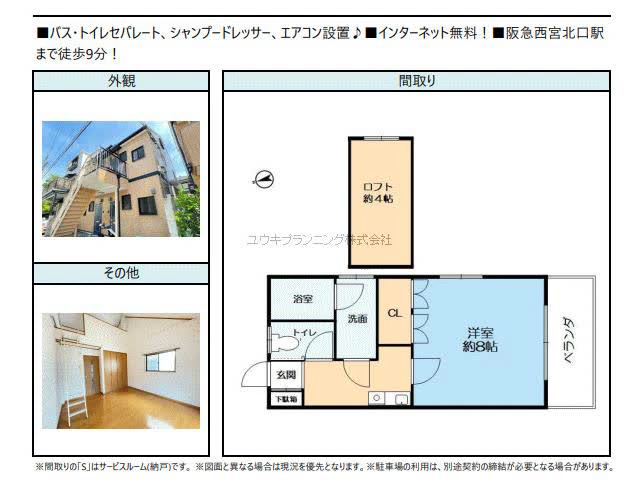 ■バス・トイレセパレート、シャンプードレッサー、エアコン設置♪■インターネット無料！■阪急西宮北口駅
まで徒歩9分！
外観
間取り
ロフト
約4帖
ユウキプランニング株式会社
その他
浴室
洗面
CL
トイレ
洋室
約8帖
ベランダ
玄関
下駄箱
※間取りの「S」はサービスルーム(納戸)です。 ※図面と異なる場合は現況を優先となります。 ※駐車場の利用は、別途契約の締結が必要となる場合があります。